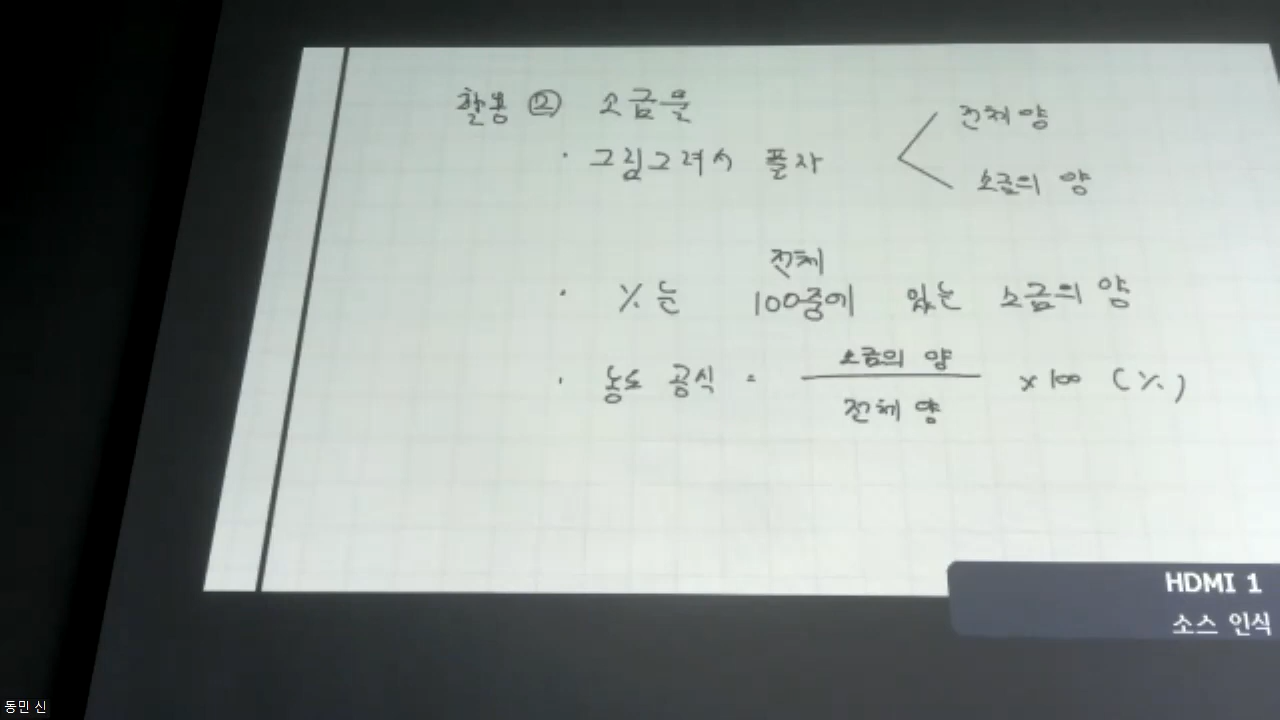 활용 ② 소금물
· 그림그려서 풀자
전체 양
소금의 양
전체
· %는 100중에 있는 소금의 양
· 농도 공식 = 소금의 양 / 전체 양 ×100 (%)
HDMI 1
소스 인식
동민 신